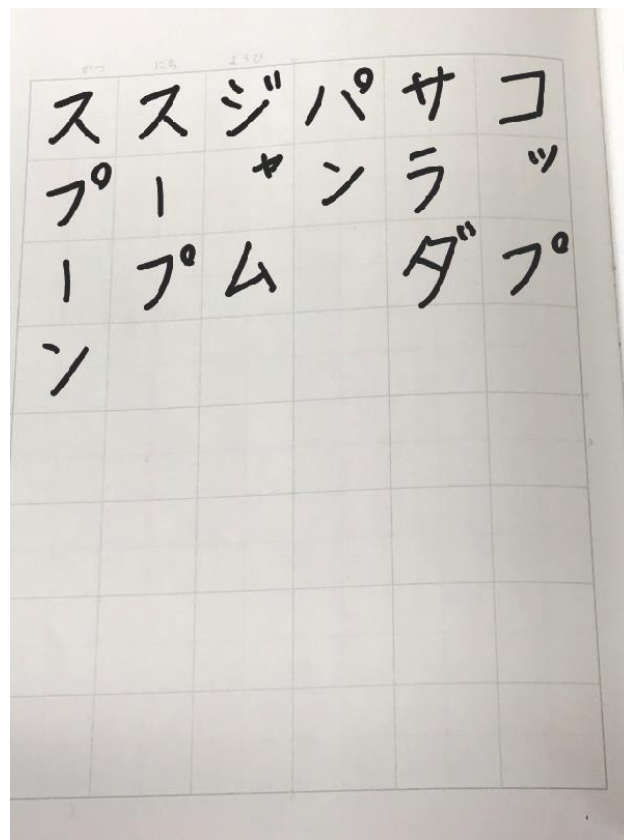 コップ
サラダ
パン
ジャム
スープ
スプーン
がつ にち ようび